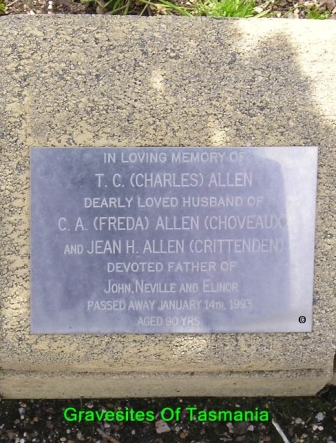 IN LOVING MEMORY OF
T. C. (CHARLES) ALLEN
DEARLY LOVED HUSBAND OF
C. A. (FREDA) ALLEN (CHOVEAUX)
AND JEAN H. ALLEN (CRITTENDEN)
DEVOTED FATHER OF
JOHN, NEVILLE AND ELINOR
PASSED AWAY JANUARY 14TH, 1993
AGED 90 YRS
Gravesites Of Tasmania